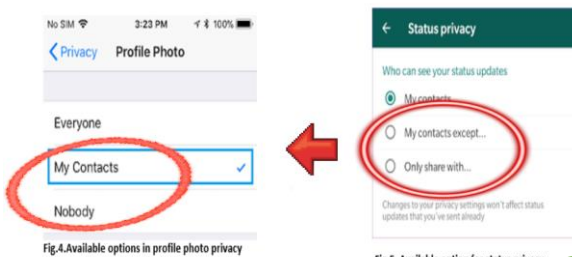 No SIM 3:23 PM 100%
Privacy Profile Photo
Everyone
My Contacts
Nobody
Fig.4.Available options in profile photo privacy
Status privacy
Who can see your status updates
My contacts
My contacts except...
Only share with...
Changes to your privacy settings won't affect status
updates that you've sent already